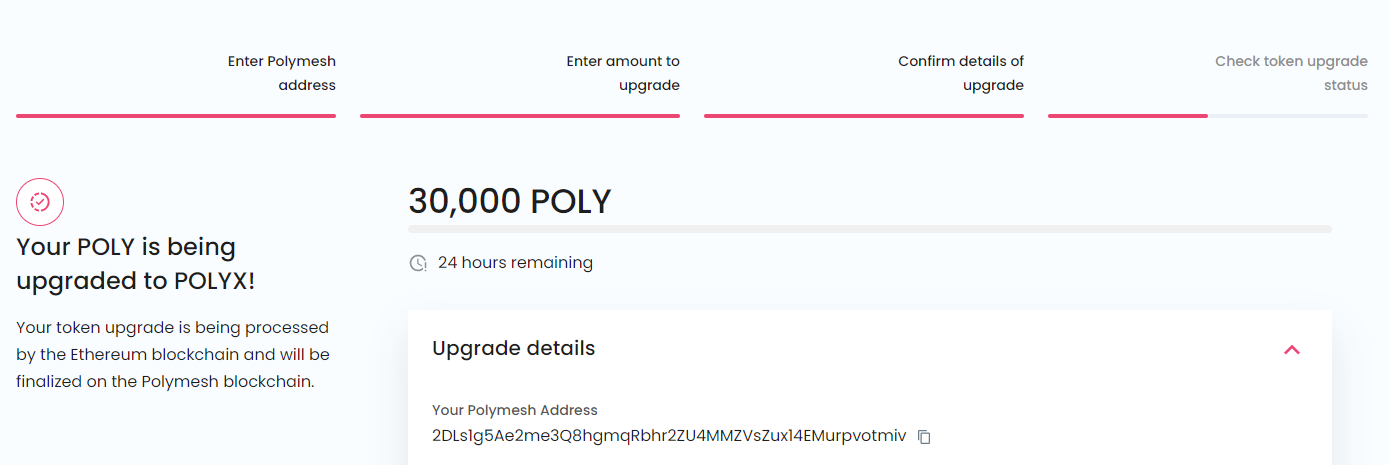 Enter Polymesh
address
Enter amount to
upgrade
Confirm details of
upgrade
Check token upgrade
status
Your POLY is being
upgraded to POLYX!
Your token upgrade is being processed
by the Ethereum blockchain and will be
finalized on the Polymesh blockchain.
30,000 POLY
24 hours remaining
Upgrade details
Your Polymesh Address
2DLs1g5Ae2me3Q8hgmqRbhr2ZU4MMZVsZux14EMurpvotmiv